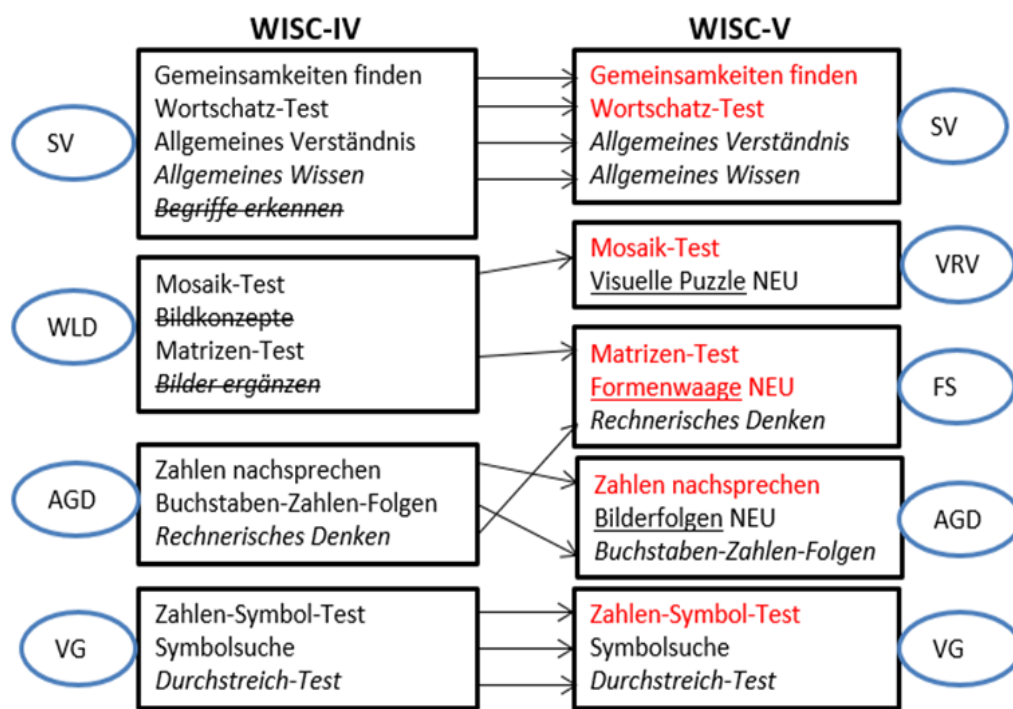 WISC-IV
WISC-V
SV
Gemeinsamkeiten finden
Wortschatz-Test
Allgemeines Verständnis
Allgemeines Wissen
Begriffe erkennen
Gemeinsamkeiten finden
Wortschatz-Test
Allgemeines Verständnis
Allgemeines Wissen
SV
WLD
Mosaik-Test
Bildkonzepte
Matrizen-Test
Bilder ergänzen
Mosaik-Test
Visuelle Puzzle NEU
VRV
Matrizen-Test
Formenwaage NEU
Rechnerisches Denken
FS
AGD
Zahlen nachsprechen
Buchstaben-Zahlen-Folgen
Rechnerisches Denken
Zahlen nachsprechen
Bilderfolgen NEU
Buchstaben-Zahlen-Folgen
AGD
VG
Zahlen-Symbol-Test
Symbolsuche
Durchstreich-Test
Zahlen-Symbol-Test
Symbolsuche
Durchstreich-Test
VG